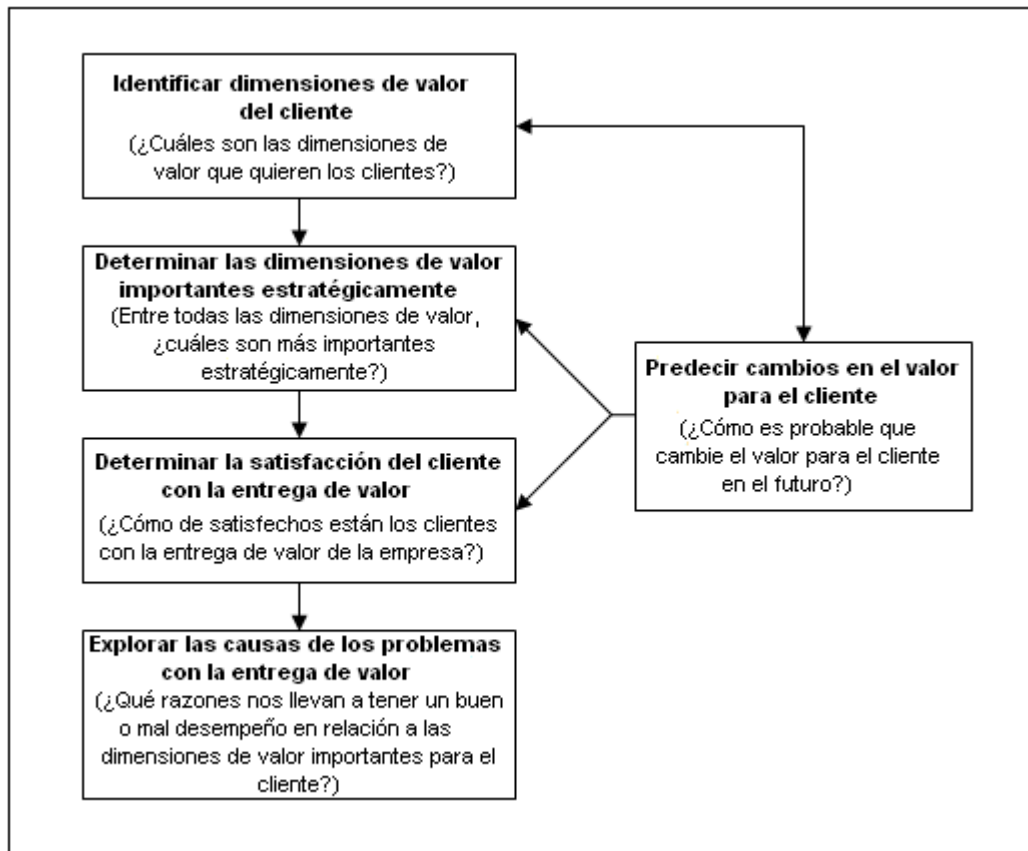 Identificar dimensiones de valor
del cliente
(¿Cuáles son las dimensiones de
valor que quieren los clientes?)
Determinar las dimensiones de valor
importantes estratégicamente
(Entre todas las dimensiones de valor,
¿cuáles son más importantes
estratégicamente?)
Determinar la satisfacción del cliente
con la entrega de valor
(¿Cómo de satisfechos están los clientes
con la entrega de valor de la empresa?)
Explorar las causas de los problemas
con la entrega de valor
(¿Qué razones nos llevan a tener un buen
o mal desempeño en relación a las
dimensiones de valor importantes para el
cliente?)
Predecir cambios en el valor
para el cliente
(¿Cómo es probable que
cambie el valor para el cliente
en el futuro?)